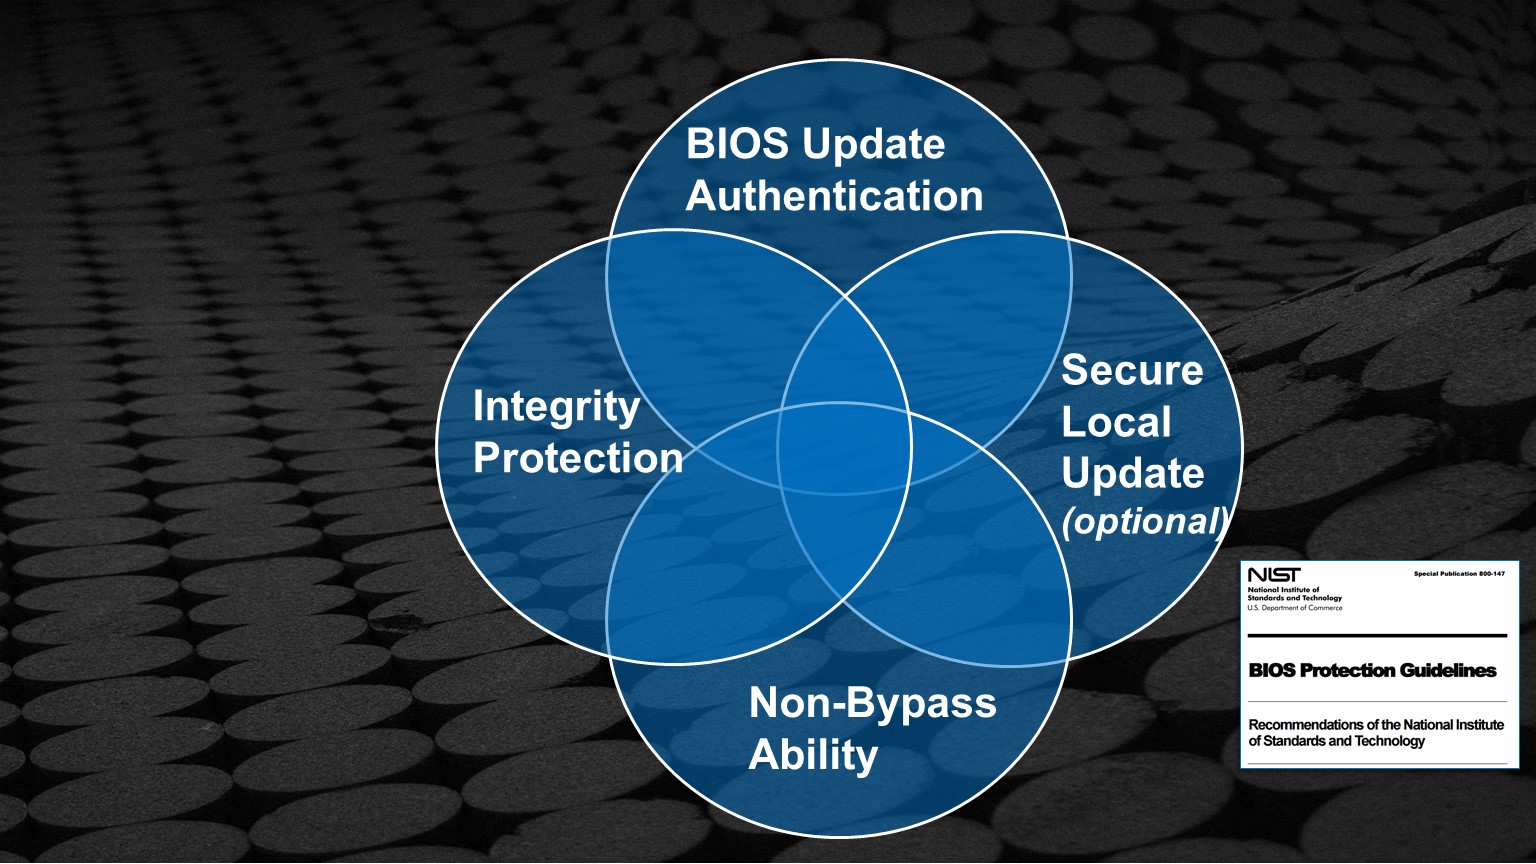 BIOS Update
Authentication
Integrity
Protection
Secure
Local
Update
(optional)
Non-Bypass
Ability
NIST
Special Publication 800-147
National Institute of
Standards and Technology
U.S. Department of Commerce
BIOS Protection Guidelines
Recommendations of the National Institute
of Standards and Technology